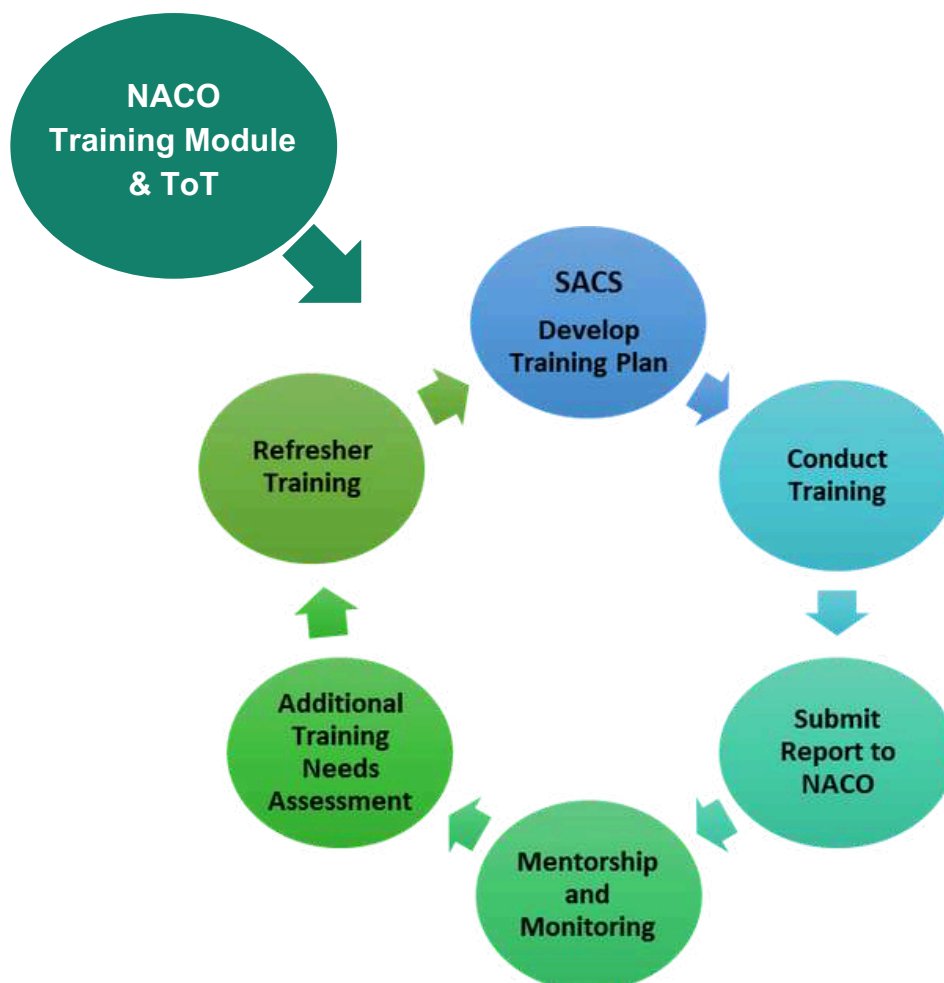 NACO
Training Module
& ToT
SACS
Develop
Training Plan
Conduct
Training
Submit
Report to
NACO
Mentorship
and
Monitoring
Additional
Training
Needs
Assessment
Refresher
Training